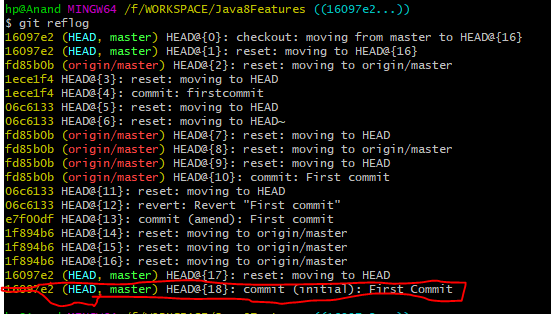 hp@Anand MINGW64 /f/WORKSPACE/Java8Features ((16097e2...))
$ git reflog
16097e2 (HEAD, master) HEAD@{0}: checkout: moving from master to HEAD@{16}
16097e2 (HEAD, master) HEAD@{1}: reset: moving to HEAD@{16}
fd85b0b (origin/master) HEAD@{2}: reset: moving to origin/master
1ece1f4 HEAD@{3}: reset: moving to HEAD
1ece1f4 HEAD@{4}: commit: firstcommit
06c6133 HEAD@{5}: reset: moving to HEAD
06c6133 HEAD@{6}: reset: moving to HEAD~
fd85b0b (origin/master) HEAD@{7}: reset: moving to HEAD
fd85b0b (origin/master) HEAD@{8}: reset: moving to origin/master
fd85b0b (origin/master) HEAD@{9}: reset: moving to HEAD
fd85b0b (origin/master) HEAD@{10}: commit: First commit
06c6133 HEAD@{11}: reset: moving to HEAD
06c6133 HEAD@{12}: revert: Revert "First commit"
e7f00df HEAD@{13}: commit (amend): First commit
1f894b6 HEAD@{14}: reset: moving to origin/master
1f894b6 HEAD@{15}: reset: moving to origin/master
1f894b6 HEAD@{16}: reset: moving to origin/master
16097e2 (HEAD, master) HEAD@{17}: reset: moving to HEAD
16097e2 (HEAD, master) HEAD@{18}: commit (initial): First Commit